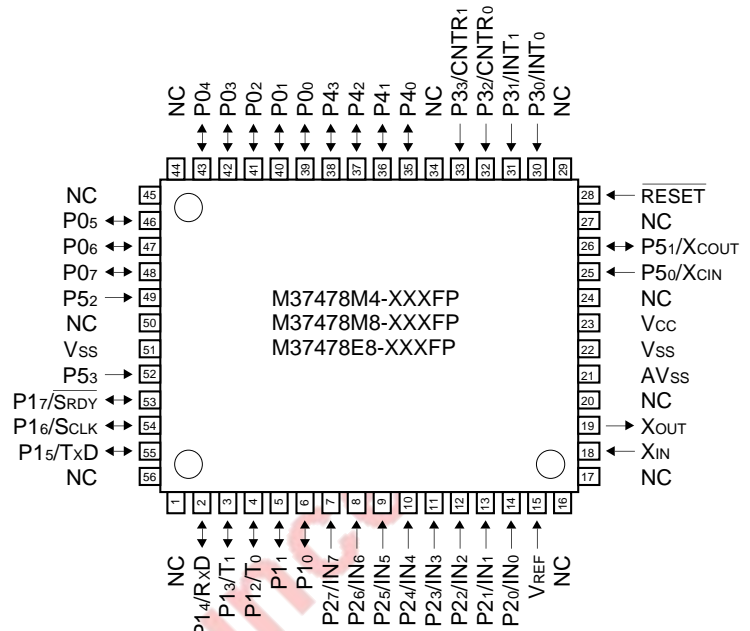 NC
P04
P03
P02
P01
P00
P43
P42
P41
P40
NC
P33/CNTR1
P32/CNTR0
P31/INT1
P30/INT0
NC
44
43
42
41
40
39
38
37
36
35
34
33
32
31
30
29
NC 45
P05 46
P06 47
P07 48
P52 49
NC 50
VSS 51
P53 52
P17/SRDY 53
P16/SCLK 54
P15/TXD 55
NC 56
M37478M4-XXXFP
M37478M8-XXXFP
M37478E8-XXXFP
28 RESET
27 NC
26 P51/XCOUT
25 P50/XCIN
24 NC
23 VCC
22 VSS
21 AVSS
20 NC
19 XOUT
18 XIN
17 NC
1
2
3
4
5
6
7
8
9
10
11
12
13
14
15
16
NC
P14/RXD
P13/T1
P12/T0
P11
P10
P27/IN7
P26/IN6
P25/IN5
P24/IN4
P23/IN3
P22/IN2
P21/IN1
P20/IN0
VREF
NC